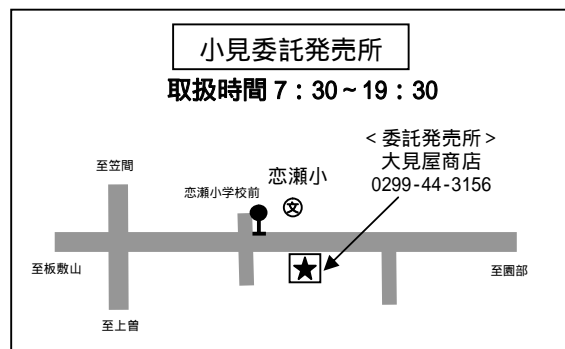 小見委託発売所
取扱時間 7：30～19：30
＜委託発売所＞
大見屋商店
0299-44-3156
至笠間
恋瀬小
恋瀬小学校前
文
至板敷山
至園部
至上曽